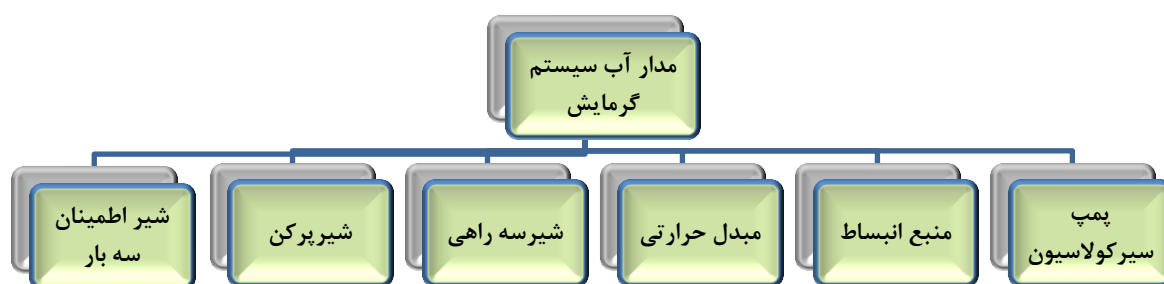 مدار آب سیستم
گرمایش
پمپ
سیرکولاسیون
منبع انبساط
مبدل حرارتی
شیرسه راهی
شیرپرکن
شیر اطمینان
سه بار